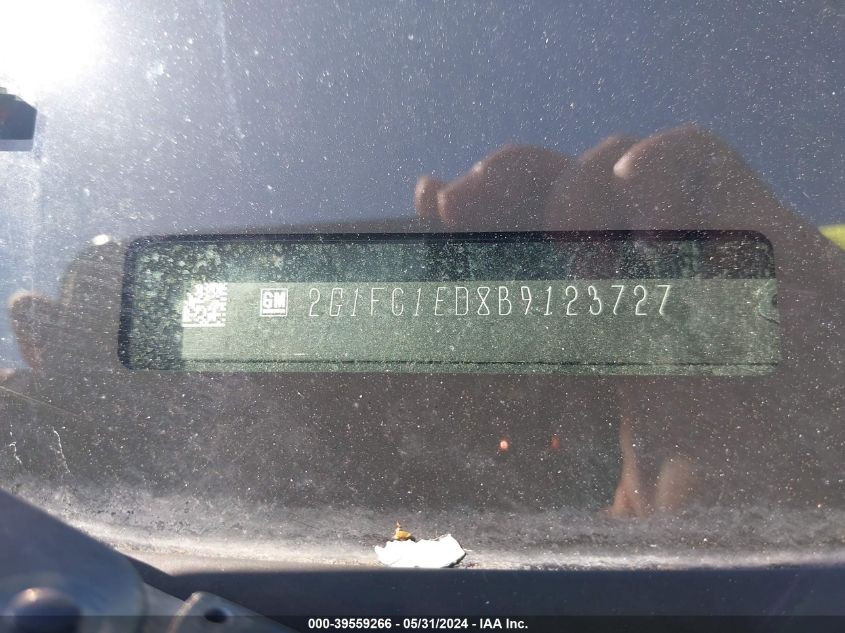 GM 2G1FC1ED8B9123727
000-39559266 - 05/31/2024 - IAA Inc.